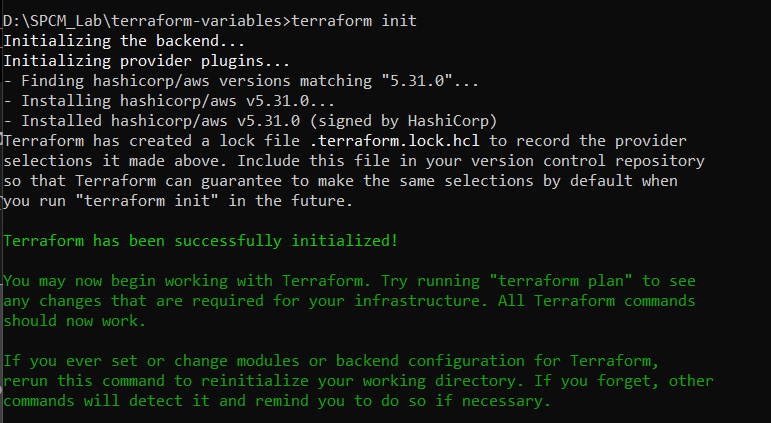 D:\SPCM_Lab\terraform-variables>terraform init
Initializing the backend...
Initializing provider plugins...
- Finding hashicorp/aws versions matching "5.31.0"...
- Installing hashicorp/aws v5.31.0...
- Installed hashicorp/aws v5.31.0 (signed by HashiCorp)
Terraform has created a lock file .terraform.lock.hcl to record the provider
selections it made above. Include this file in your version control repository
so that Terraform can guarantee to make the same selections by default when
you run "terraform init" in the future.
Terraform has been successfully initialized!
You may now begin working with Terraform. Try running "terraform plan" to see
any changes that are required for your infrastructure. All Terraform commands
should now work.
If you ever set or change modules or backend configuration for Terraform,
rerun this command to reinitialize your working directory. If you forget, other
commands will detect it and remind you to do so if necessary.